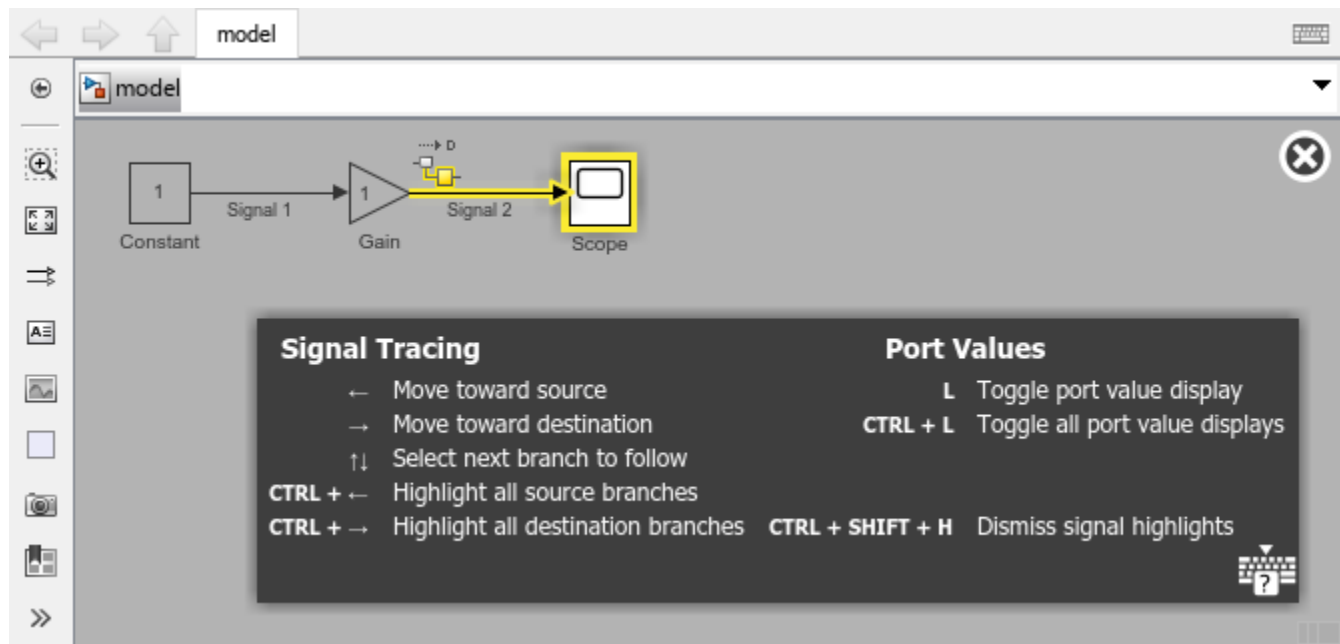 model
model
D
1
1
Signal 1
Signal 2
Constant
Gain
Scope
Signal Tracing
← Move toward source
→ Move toward destination
↑↓ Select next branch to follow
CTRL + ← Highlight all source branches
CTRL + → Highlight all destination branches
Port Values
L Toggle port value display
CTRL + L Toggle all port value displays
CTRL + SHIFT + H Dismiss signal highlights
?